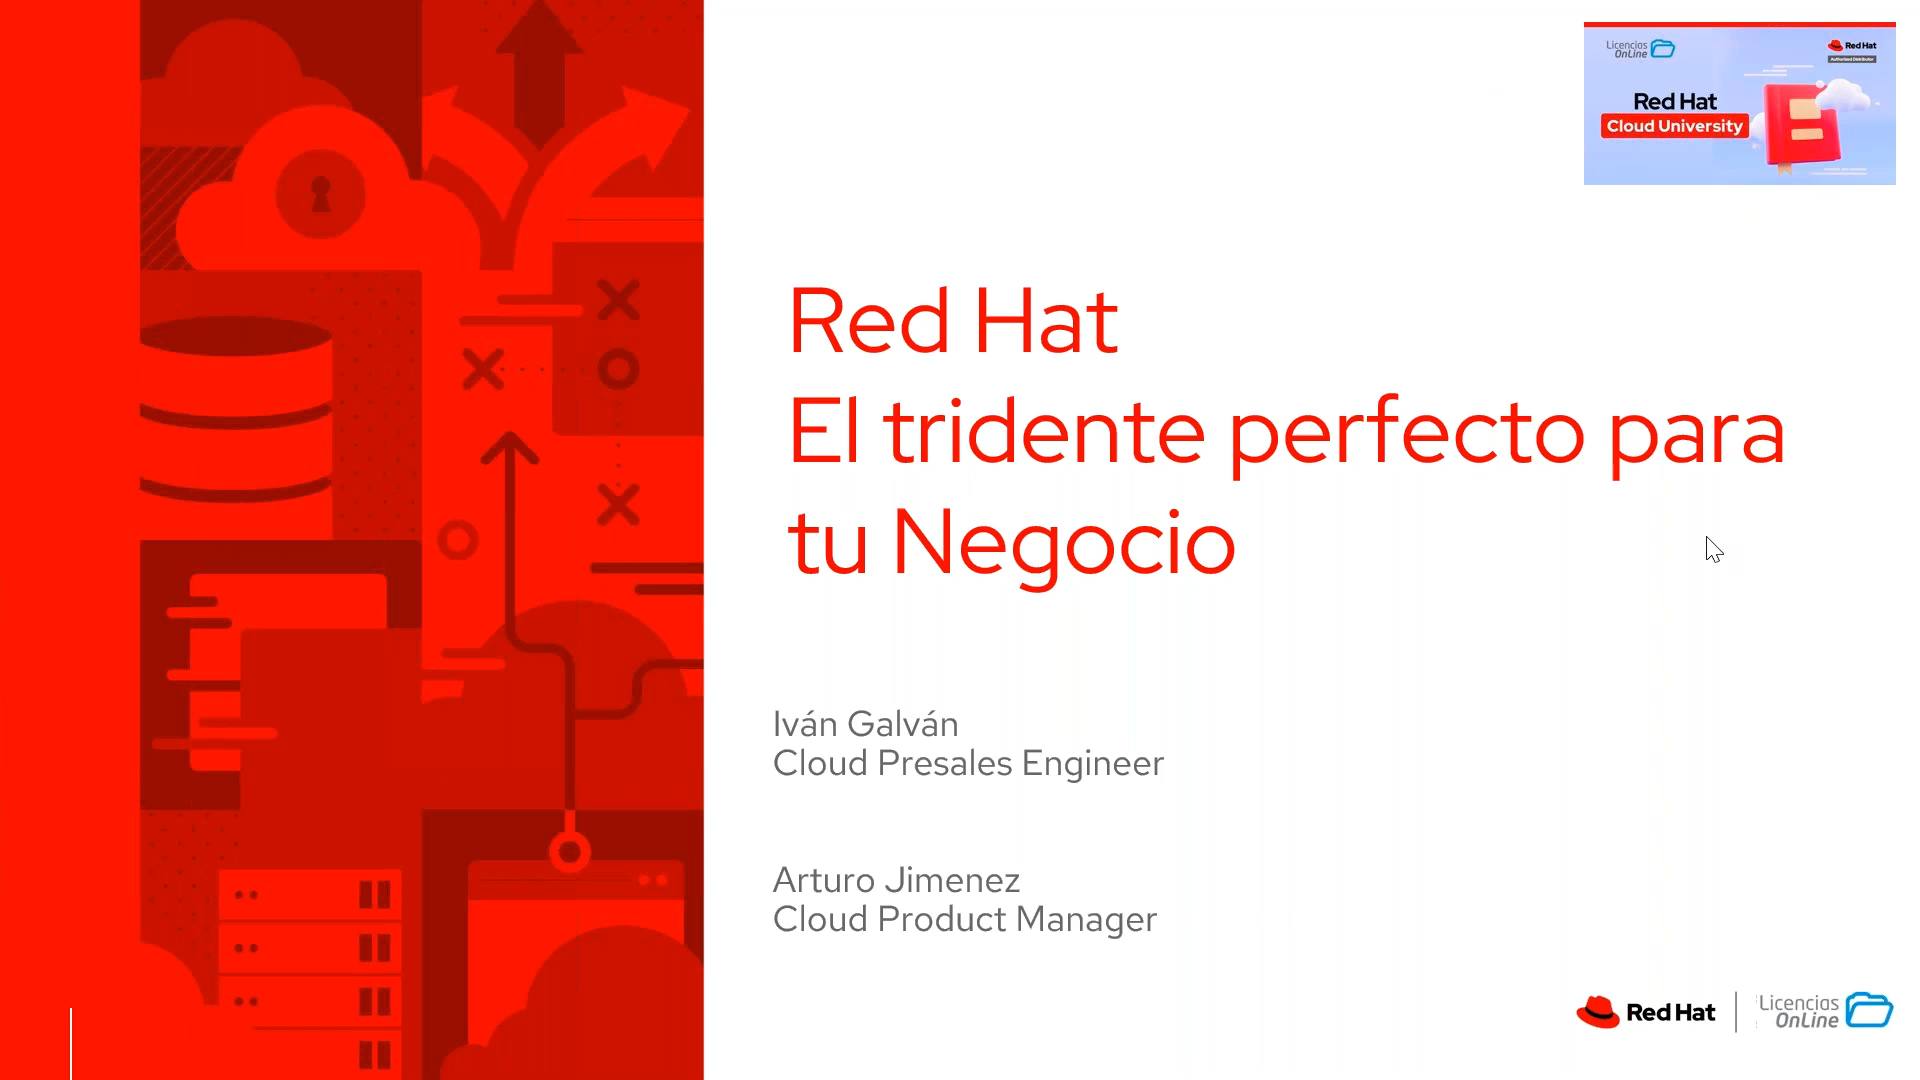 Licencias
OnLine
Red Hat
Authorized Distributor
Red Hat
Cloud University
Red Hat
El tridente perfecto para
tu Negocio
Iván Galván
Cloud Presales Engineer
Arturo Jimenez
Cloud Product Manager
Red Hat
Licencias
OnLine